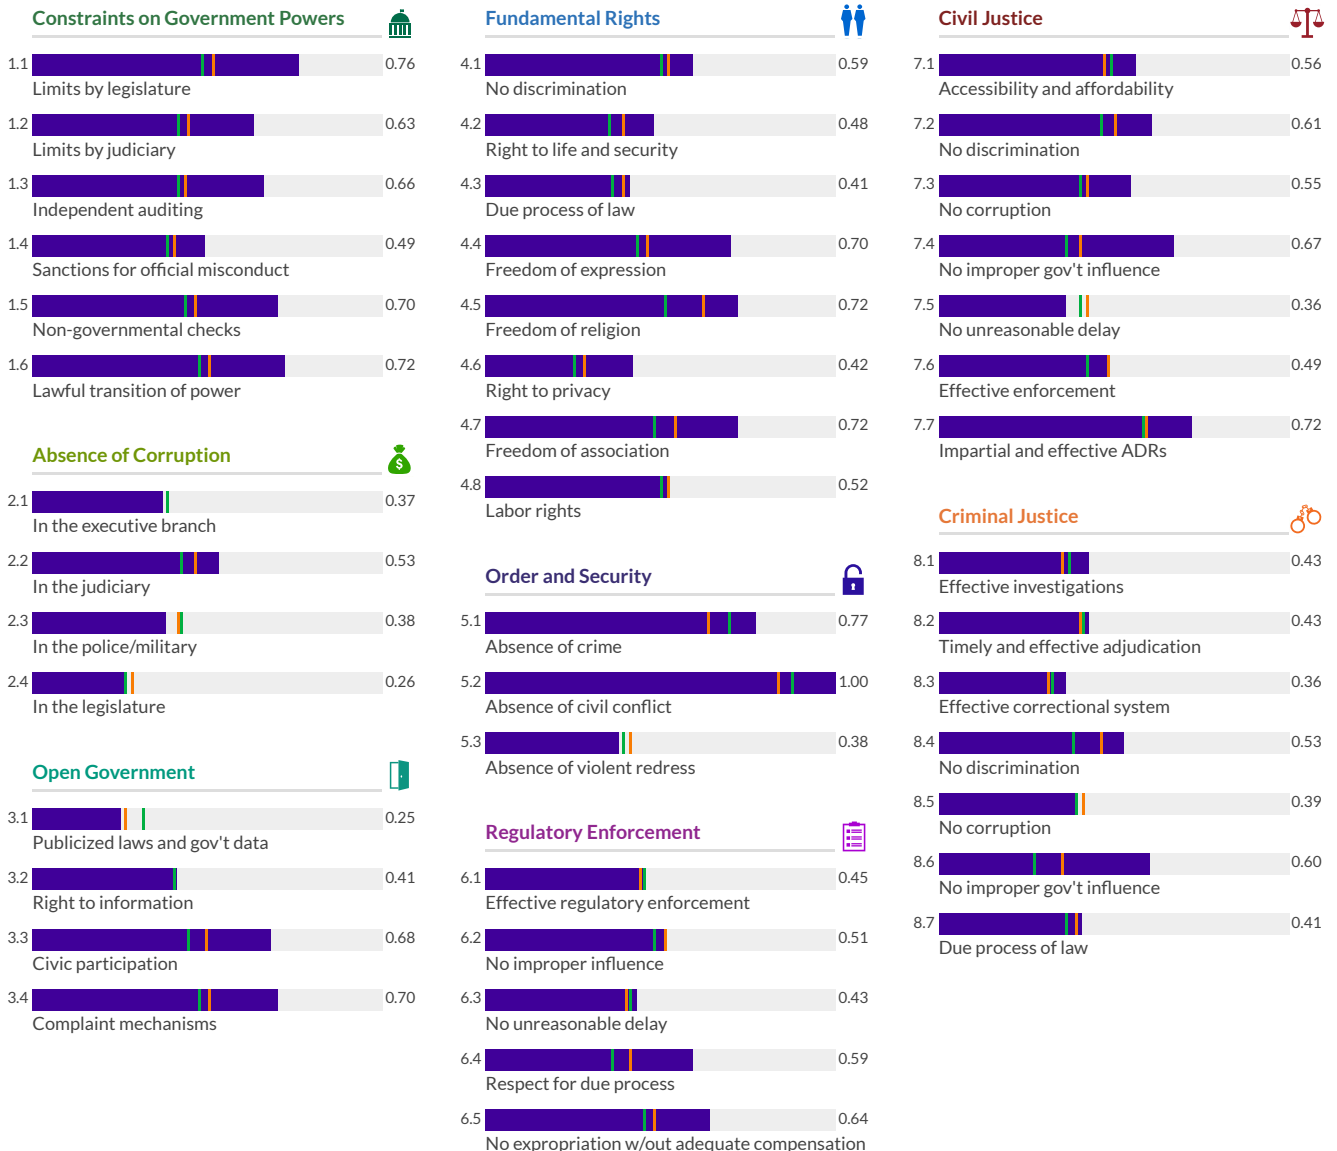 Constraints on Government Powers
1.1 0.76
Limits by legislature
1.2 0.63
Limits by judiciary
1.3 0.66
Independent auditing
1.4 0.49
Sanctions for official misconduct
1.5 0.70
Non-governmental checks
1.6 0.72
Lawful transition of power
Absence of Corruption
$
2.1 0.37
In the executive branch
2.2 0.53
In the judiciary
2.3 0.38
In the police/military
2.4 0.26
In the legislature
Open Government
3.1 0.25
Publicized laws and gov't data
3.2 0.41
Right to information
3.3 0.68
Civic participation
3.4 0.70
Complaint mechanisms
Fundamental Rights
4.1 0.59
No discrimination
4.2 0.48
Right to life and security
4.3 0.41
Due process of law
4.4 0.70
Freedom of expression
4.5 0.72
Freedom of religion
4.6 0.42
Right to privacy
4.7 0.72
Freedom of association
4.8 0.52
Labor rights
Order and Security
5.1 0.77
Absence of crime
5.2 1.00
Absence of civil conflict
5.3 0.38
Absence of violent redress
Regulatory Enforcement
6.1 0.45
Effective regulatory enforcement
6.2 0.51
No improper influence
6.3 0.43
No unreasonable delay
6.4 0.59
Respect for due process
6.5 0.64
No expropriation w/out adequate compensation
Civil Justice
7.1 0.56
Accessibility and affordability
7.2 0.61
No discrimination
7.3 0.55
No corruption
7.4 0.67
No improper gov't influence
7.5 0.36
No unreasonable delay
7.6 0.49
Effective enforcement
7.7 0.72
Impartial and effective ADRs
Criminal Justice
8.1 0.43
Effective investigations
8.2 0.43
Timely and effective adjudication
8.3 0.36
Effective correctional system
8.4 0.53
No discrimination
8.5 0.39
No corruption
8.6 0.60
No improper gov't influence
8.7 0.41
Due process of law